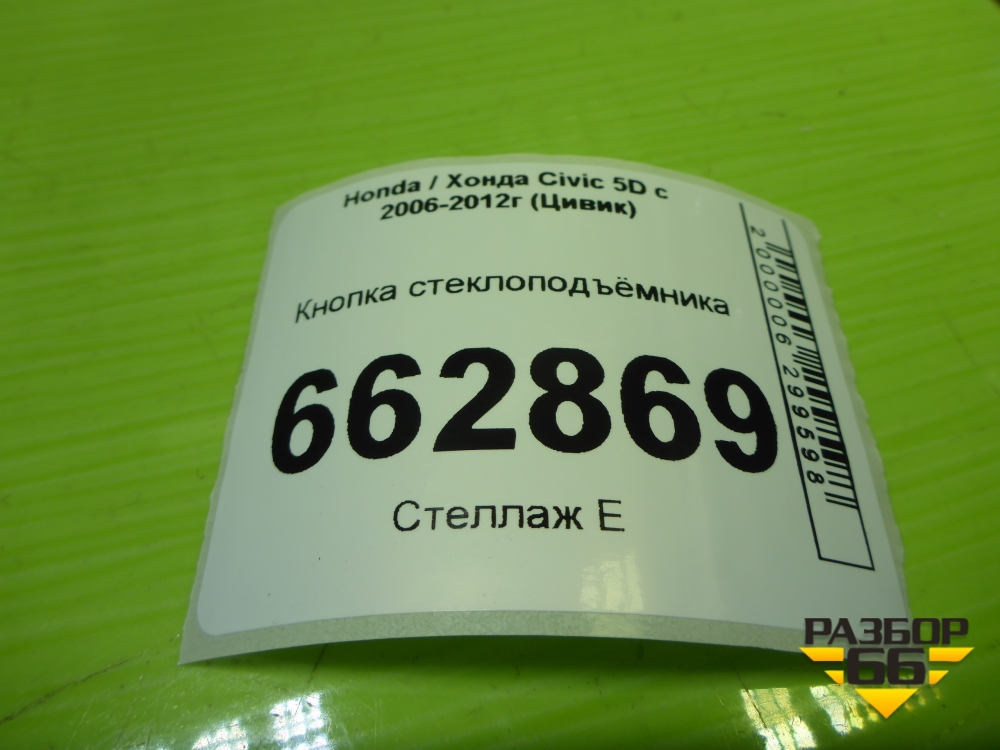 Honda / Хонда Civic 5D с
2006-2012г (Цивик)
Кнопка стеклоподъёмника
662869
Стеллаж Е
2000006299598
РАЗБОР
66